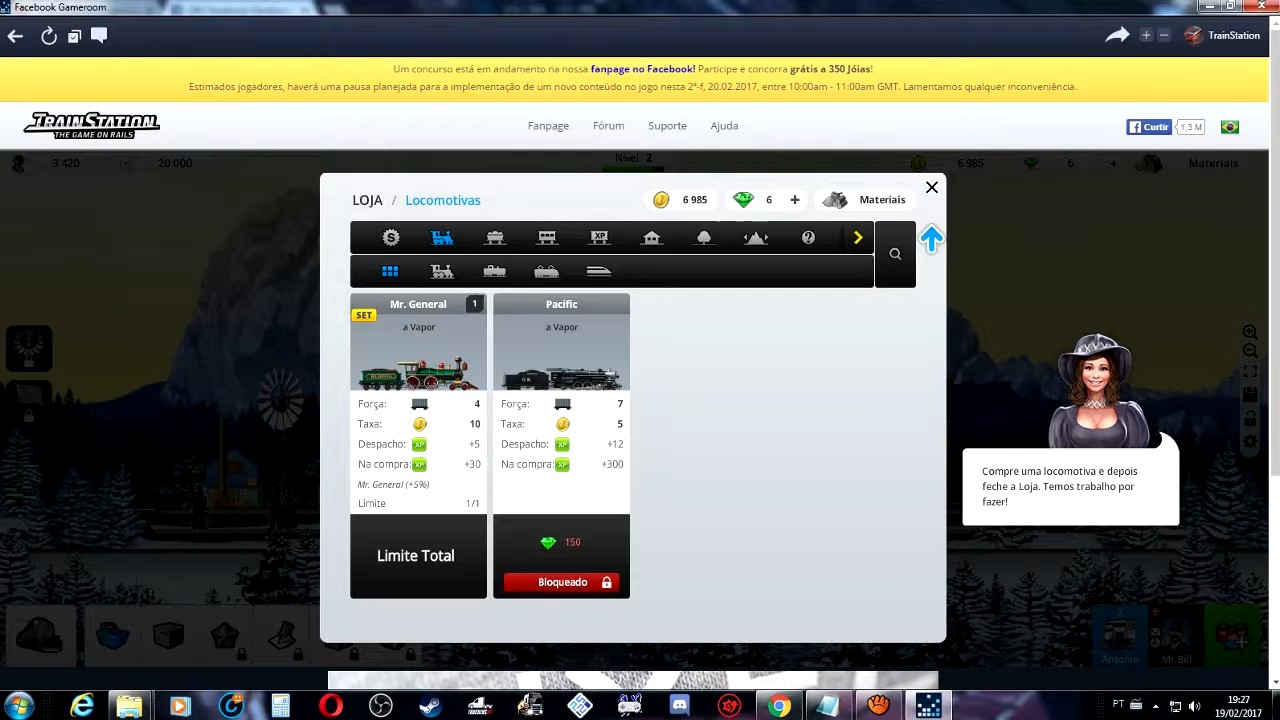 Facebook Gameroom
TrainStation
Um concurso está em andamento na nossa fanpage no Facebook! Participe e concorra grátis a 350 Jóias!
Estimados jogadores, haverá uma pausa planejada para a implementação de um novo conteúdo no jogo nesta 2ª-f, 20.02.2017, entre 10:00am - 11:00am GMT. Lamentamos qualquer inconveniência.
TRAINSTATION
THE GAME ON RAILS
Fanpage Fórum Suporte Ajuda
Curtir 1,3 M
3 420 20 000 Nível 2 6 985 6 + Materiais
LOJA / Locomotivas 6 985 6 + Materiais
XP
Mr. General 1
SET
a Vapor
Força: 4
Taxa: 10
Despacho: XP +5
Na compra: XP +30
Mr. General (+5%)
Limite 1/1
Limite Total
Pacific
a Vapor
Força: 7
Taxa: 5
Despacho: XP +12
Na compra: XP +300
150
Bloqueado
Compre uma locomotiva e depois
feche a Loja. Temos trabalho por
fazer!
Antonio Mr.Bill
PT 19:27
19/02/2017